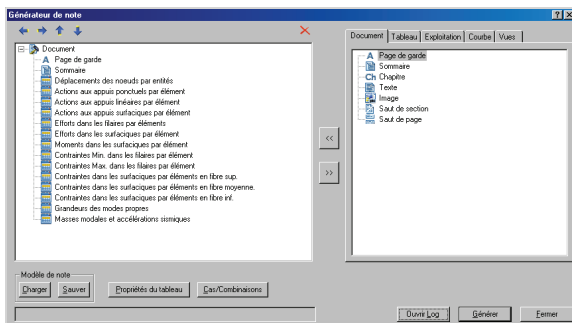 Générateur de note
Document
Page de garde
Sommaire
Déplacements des noeuds par entités
Actions aux appuis ponctuels par élément
Actions aux appuis linéaires par élément
Actions aux appuis surfaciques par élément
Efforts dans les filaires par éléments
Efforts dans les surfaciques par élément
Moments dans les surfaciques par élément
Contraintes Min. dans les filaires par élément
Contraintes Max. dans les filaires par élément
Contraintes dans les surfaciques par éléments en fibre sup.
Contraintes dans les surfaciques par éléments en fibre moyenne.
Contraintes dans les surfaciques par éléments en fibre inf.
Grandeurs des modes propres
Masses modales et accélérations sismiques
<<
>>
Document Tableau Exploitation Courbe Vues
A Page de garde
Sommaire
Ch Chapitre
Texte
Image
Saut de section
Saut de page
Modèle de note
Charger Sauver Propriétés du tableau Cas/Combinaisons
Ouvrir Log Générer Fermer